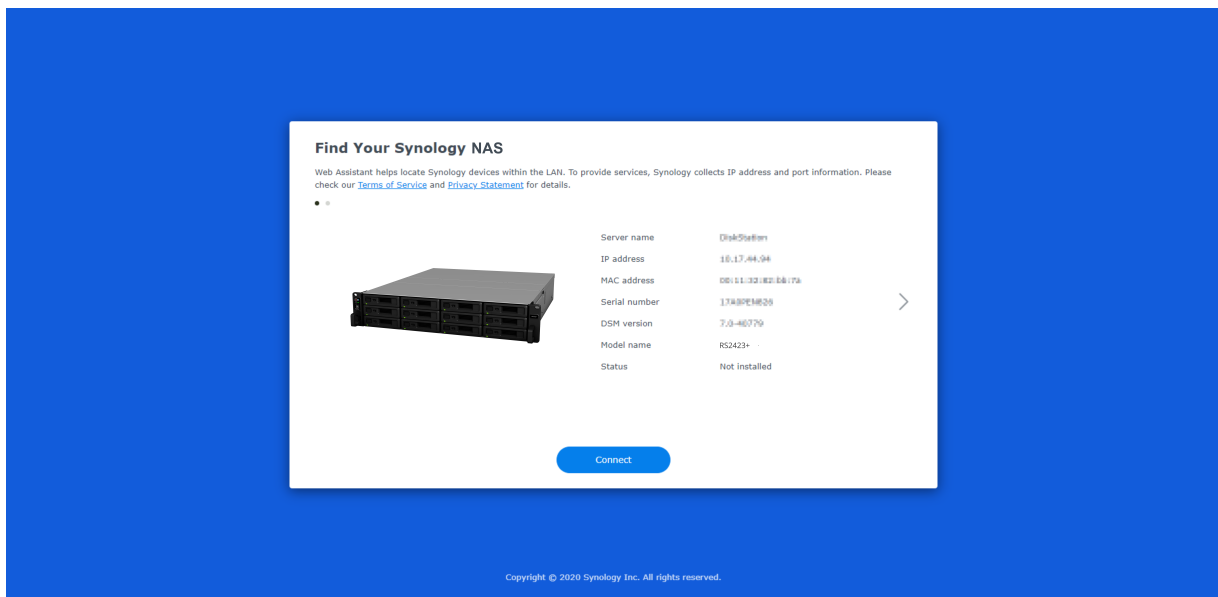 Find Your Synology NAS
Web Assistant helps locate Synology devices within the LAN. To provide services, Synology collects IP address and port information. Please
check our Terms of Service and Privacy Statement for details.
Server name DiskStation
IP address
MAC address
Serial number
DSM version
Model name RS2423+
Status Not installed
Connect
Copyright © 2020 Synology Inc. All rights reserved.